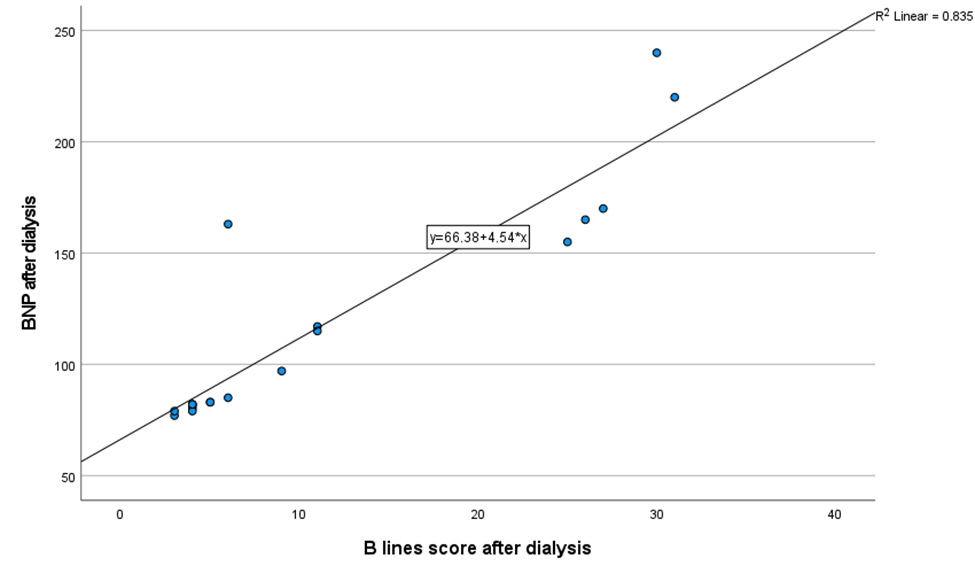 R2 Linear = 0.835
250
200
150
100
50
BNP after dialysis
y=66.38+4.54*x
0 10 20 30 40
B lines score after dialysis